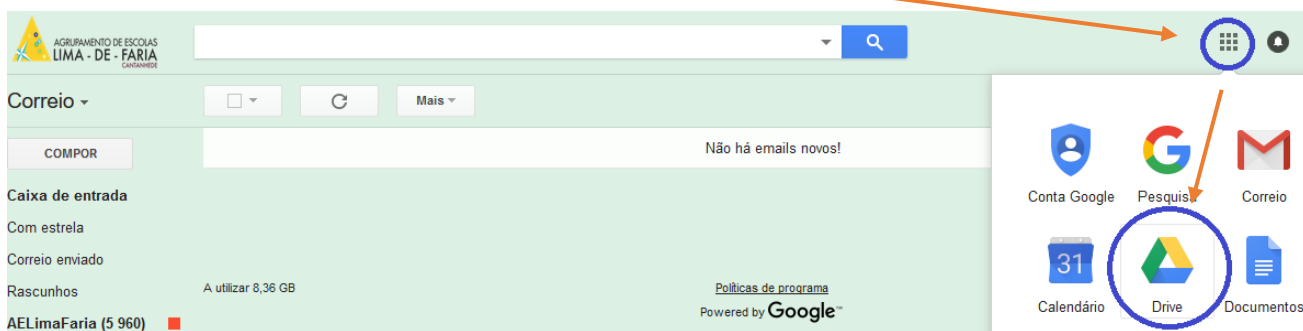 AGRUPAMENTO DE ESCOLAS
LIMA - DE - FARIA
CANTANHEDE
Correio
Mais
COMPOR
Não há emails novos!
Caixa de entrada
Com estrela
Correio enviado
Rascunhos
AELimaFaria (5 960)
A utilizar 8,36 GB
Políticas de programa
Powered by Google™
Conta Google
Pesquisa
Correio
31
Calendário
Drive
Documentos